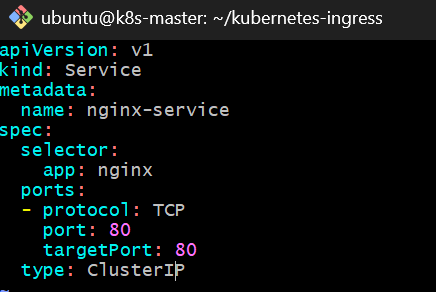 ubuntu@k8s-master: ~/kubernetes-ingress
apiVersion: v1
kind: Service
metadata:
  name: nginx-service
spec:
  selector:
    app: nginx
  ports:
  - protocol: TCP
    port: 80
    targetPort: 80
  type: ClusterIP
~